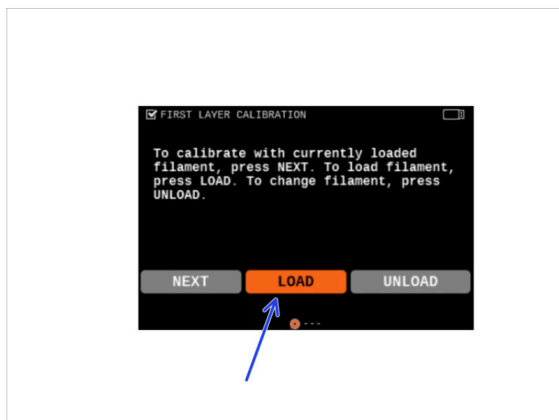 FIRST LAYER CALIBRATION
To calibrate with currently loaded
filament, press NEXT. To load filament,
press LOAD. To change filament, press
UNLOAD.
NEXT LOAD UNLOAD
---